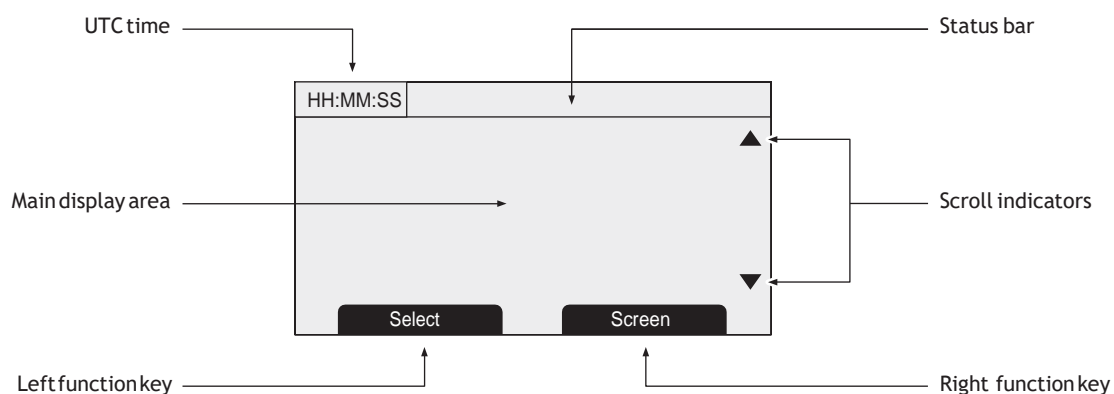 UTC time
Status bar
HH:MM:SS
Main display area
Scroll indicators
Select
Screen
Left function key
Right function key